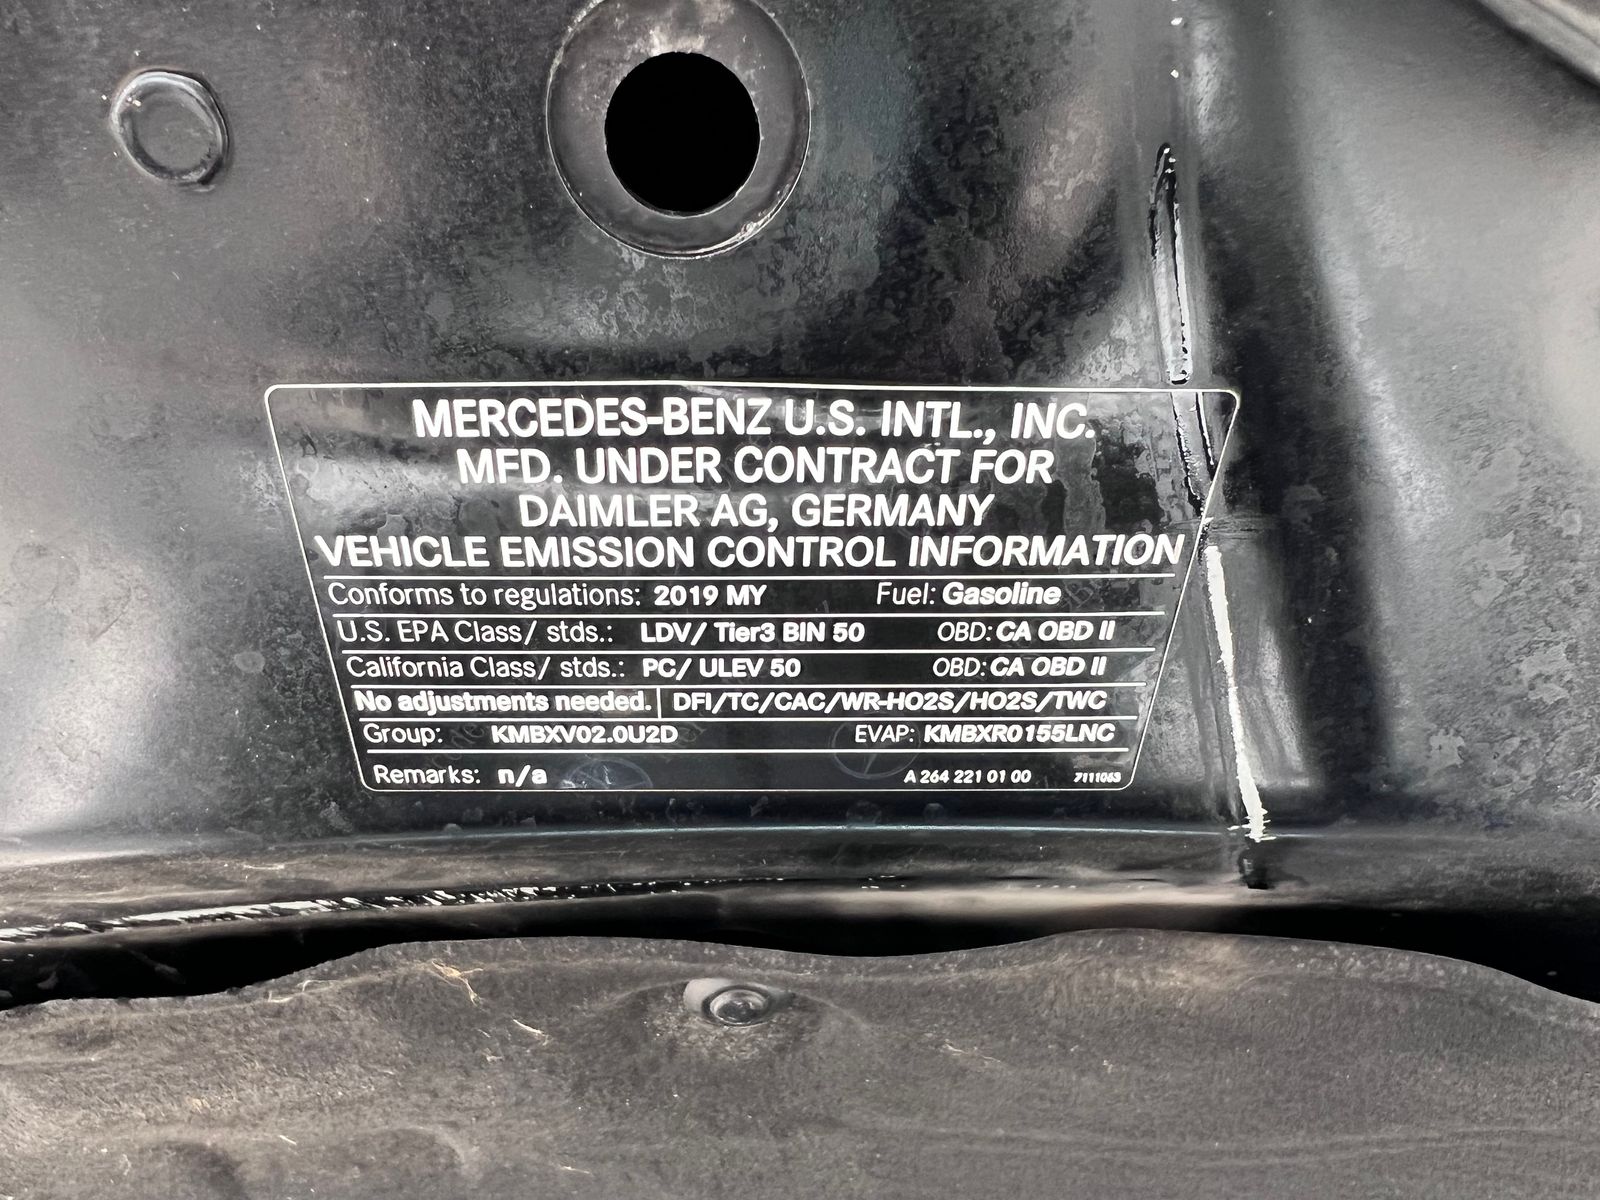 MERCEDES-BENZ U.S. INTL., INC.
MFD. UNDER CONTRACT FOR
DAIMLER AG, GERMANY
VEHICLE EMISSION CONTROL INFORMATION
Conforms to regulations: 2019 MY Fuel: Gasoline
U.S. EPA Class/ stds.: LDV/ Tier3 BIN 50 OBD: CA OBD II
California Class/ stds.: PC/ ULEV 50 OBD: CA OBD II
No adjustments needed. DFI/TC/CAC/WR-HO2S/HO2S/TWC
Group: KMBXV02.0U2D EVAP: KMBXR0155LNC
Remarks: n/a A 264 221 01 00 7111063